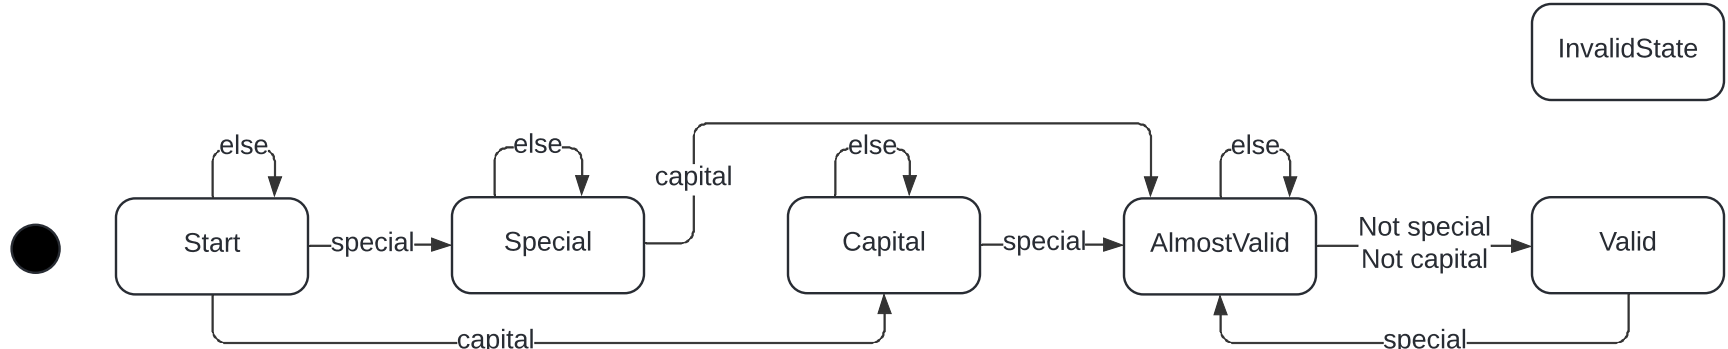 InvalidState
else
else
else
else
capital
Start
special
Special
Capital
special
AlmostValid
Not special
Not capital
Valid
capital
special